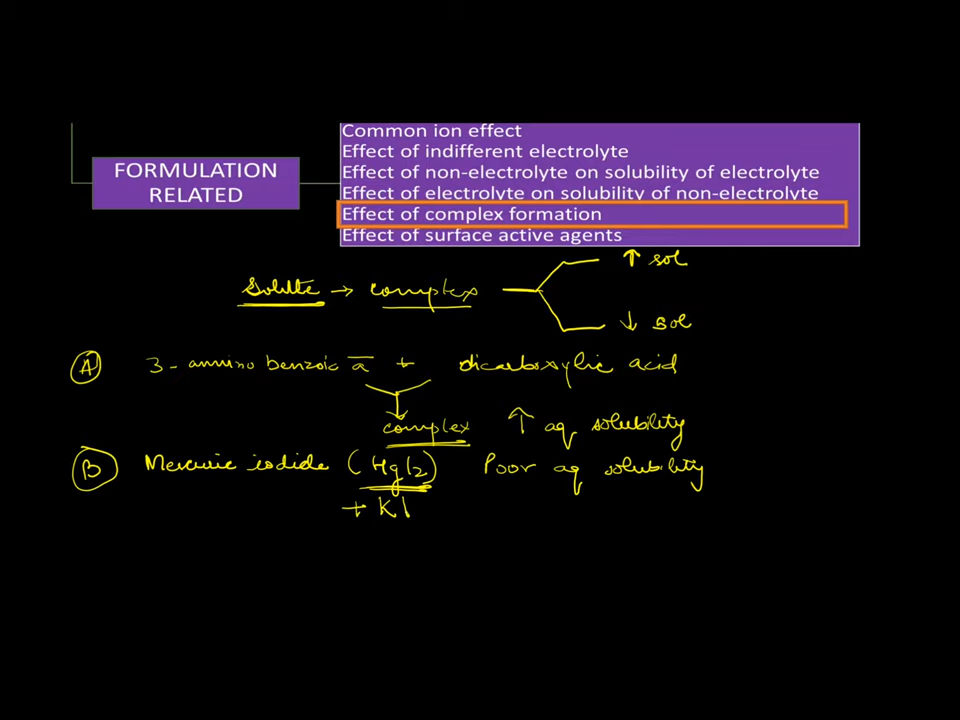 Common ion effect
Effect of indifferent electrolyte
FORMULATION
RELATED
Effect of non-electrolyte on solubility of electrolyte
Effect of electrolyte on solubility of non-electrolyte
Effect of complex formation
Effect of surface active agents
↑ sol
Solute → complex
↓ sol
A 3-amino benzoic a + dicarboxylic acid
complex ↑ aq solubility
B Mercuric iodide (HgI2) Poor aq solubility
+ KI